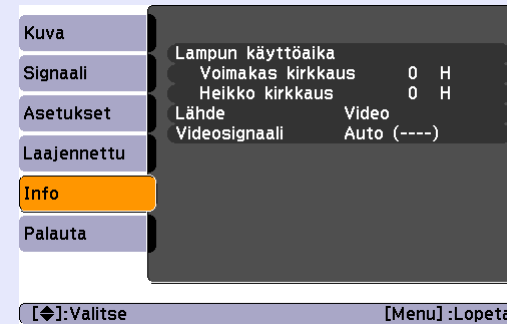 Kuva
Signaali
Asetukset
Laajennettu
Info
Palauta
Lampun käyttöaika
Voimakas kirkkaus 0 H
Heikko kirkkaus 0 H
Lähde Video
Videosignaali Auto (----)
[◆]:Valitse [Menu]:Lopeta